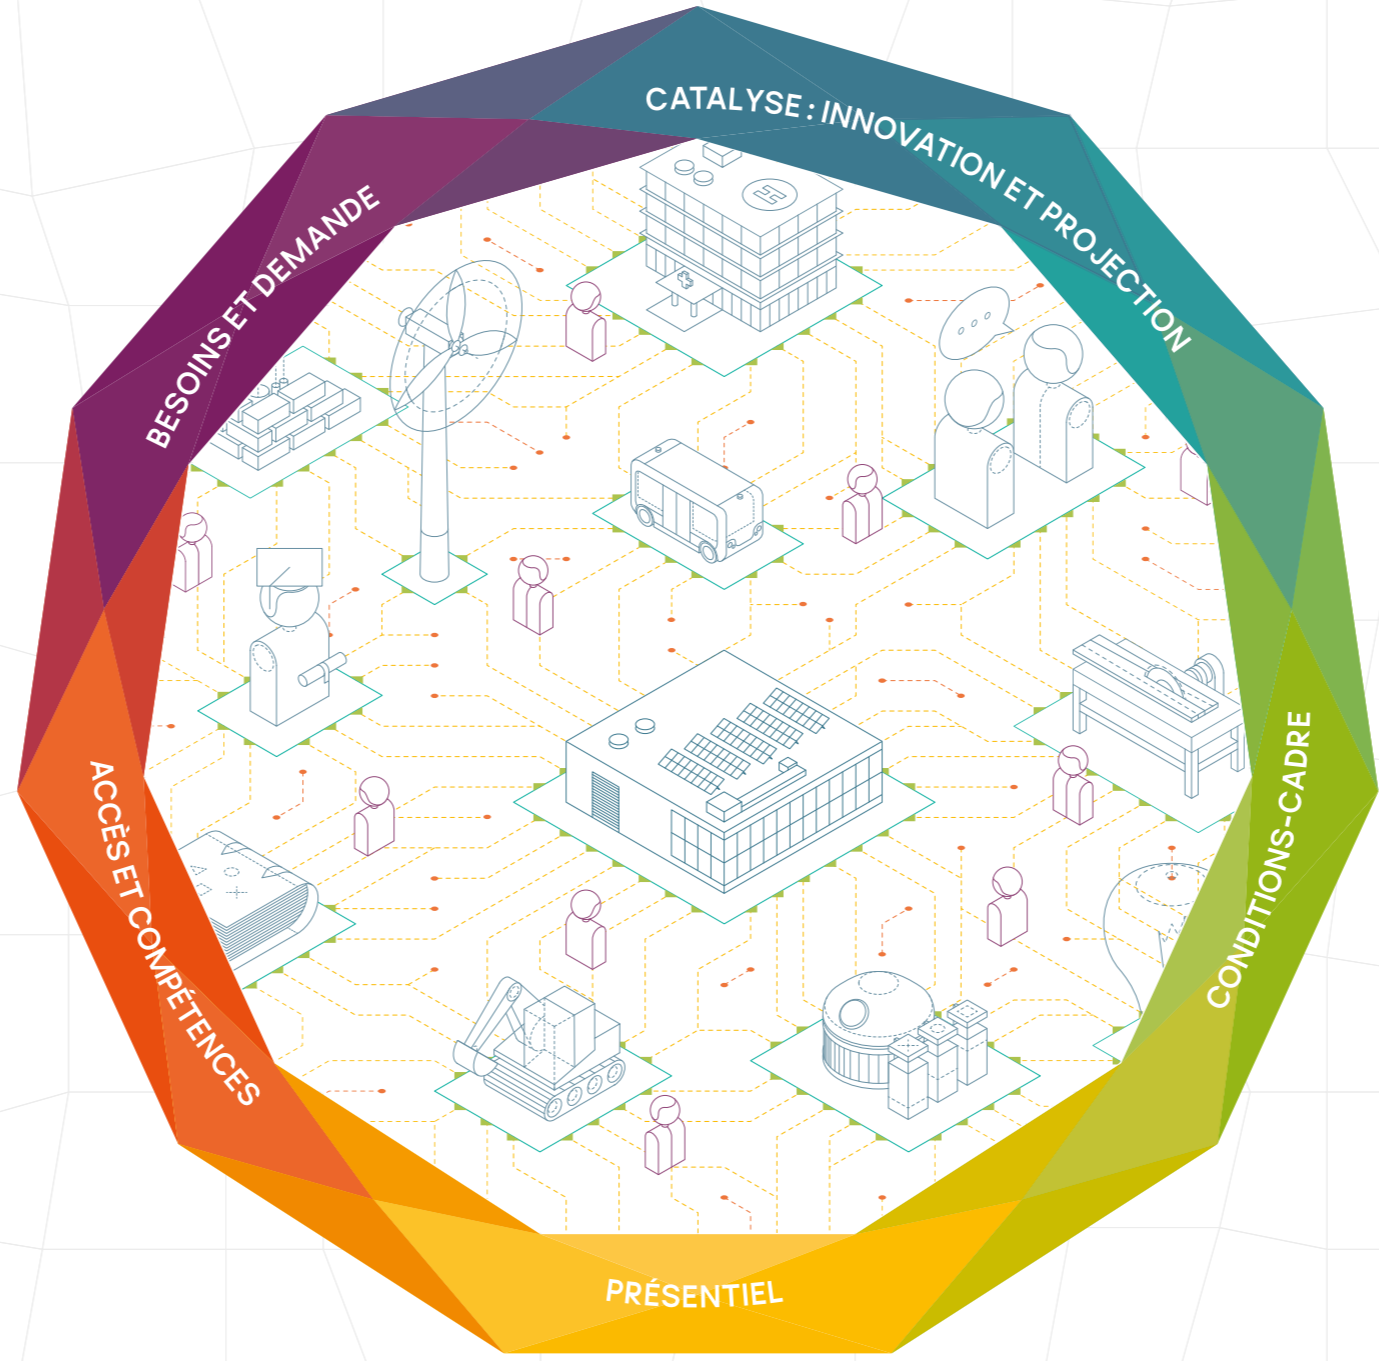 CATALYSE : INNOVATION ET PROJECTION
BESOINS ET DEMANDE
CONDITIONS-CADRE
ACCÈS ET COMPÉTENCES
PRÉSENTIEL